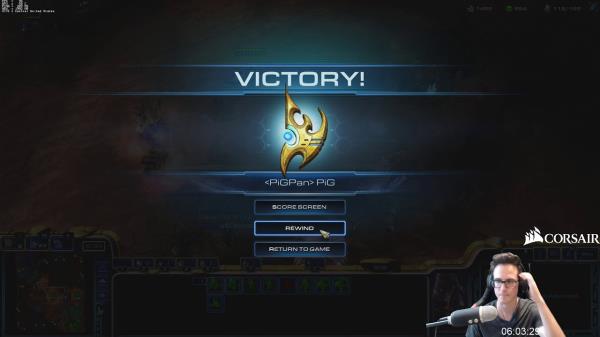 VICTORY!
<PiGPan> PiG
SCORE SCREEN
REWIND
RETURN TO GAME
CORSAIR
06:03:29